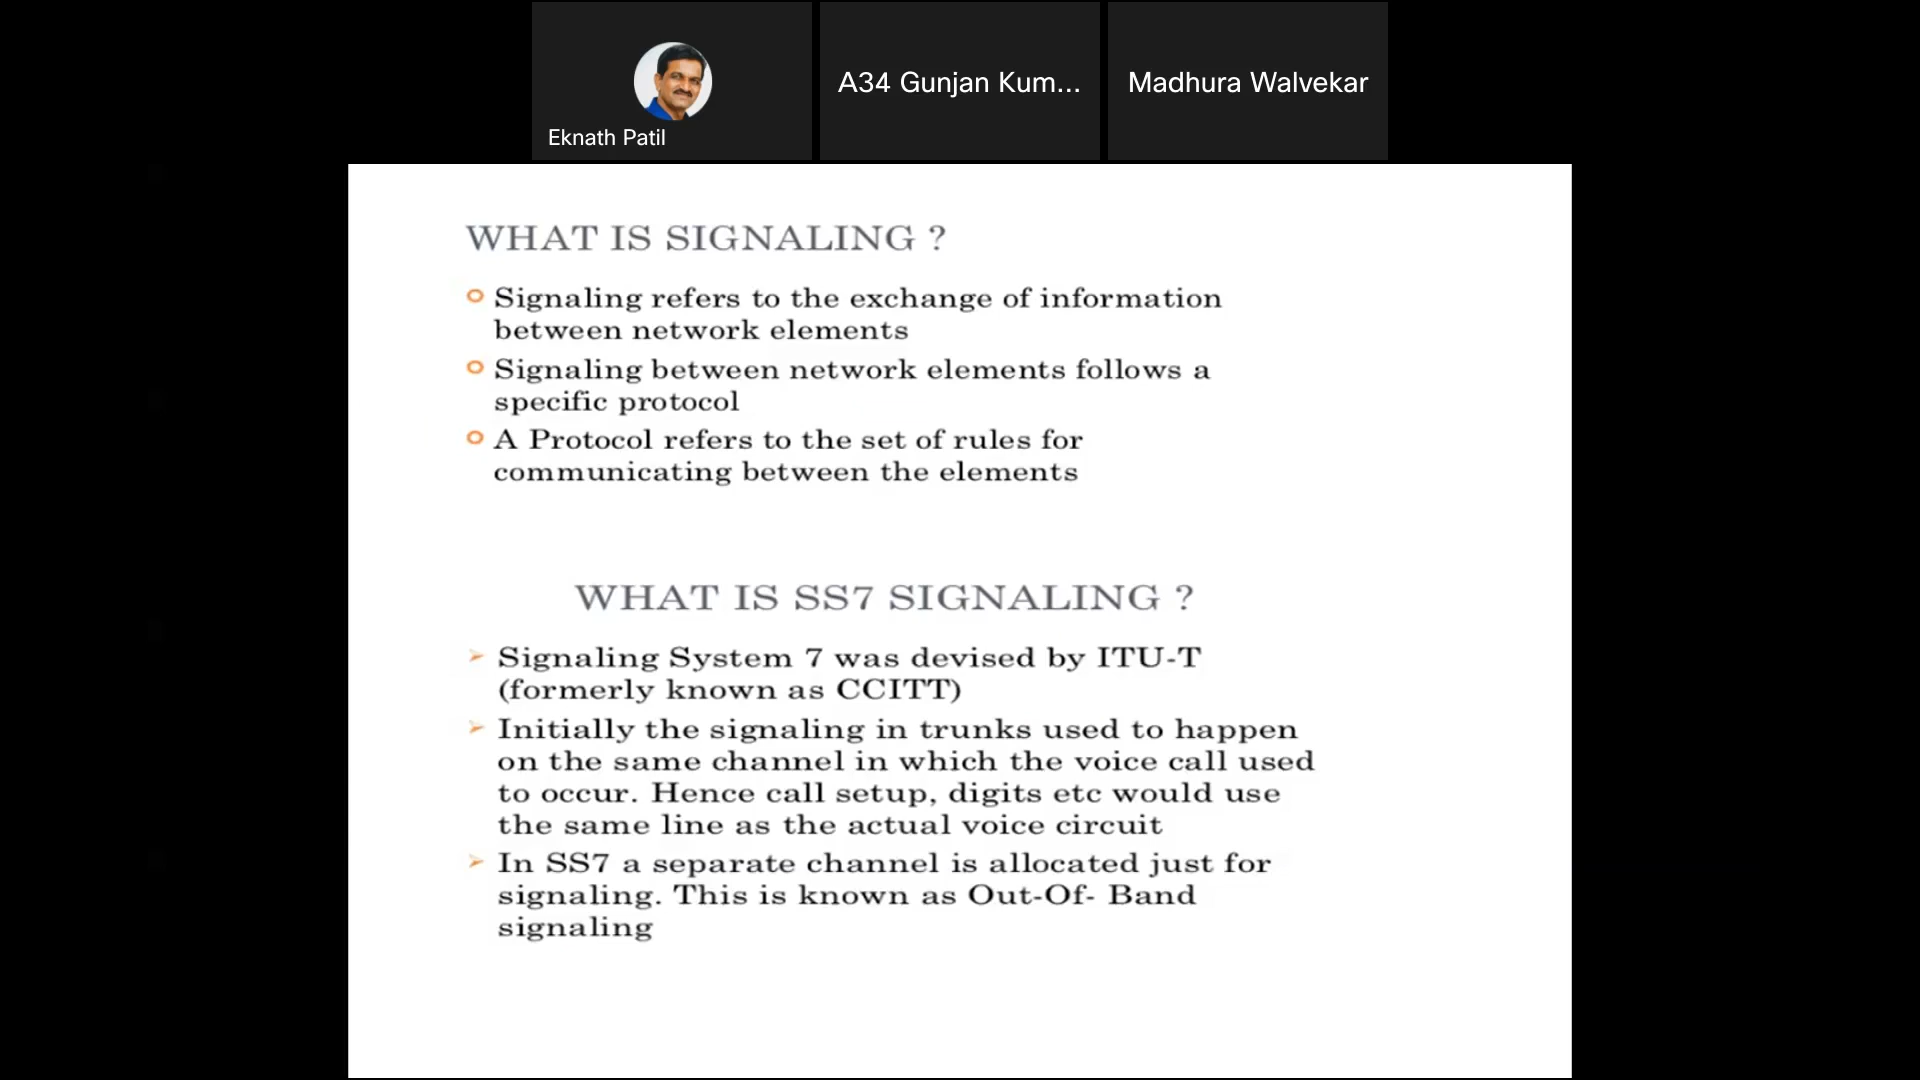 A34 Gunjan Kum...
Madhura Walvekar
Eknath Patil
WHAT IS SIGNALING ?
Signaling refers to the exchange of information
between network elements
Signaling between network elements follows a
specific protocol
A Protocol refers to the set of rules for
communicating between the elements
WHAT IS SS7 SIGNALING ?
Signaling System 7 was devised by ITU-T
(formerly known as CCITT)
Initially the signaling in trunks used to happen
on the same channel in which the voice call used
to occur. Hence call setup, digits etc would use
the same line as the actual voice circuit
In SS7 a separate channel is allocated just for
signaling. This is known as Out-Of- Band
signaling